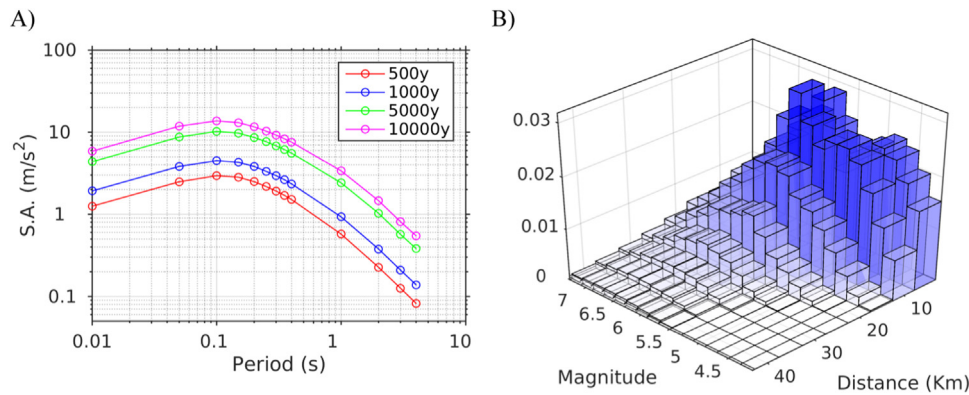 A)
100
10
1
0.1
S.A. (m/s²)
0.01
0.1
1
10
Period (s)
500y
1000y
5000y
10000y
B)
0.03
0.02
0.01
0
7
6.5
6
5.5
5
4.5
Magnitude
40
30
20
10
Distance (Km)